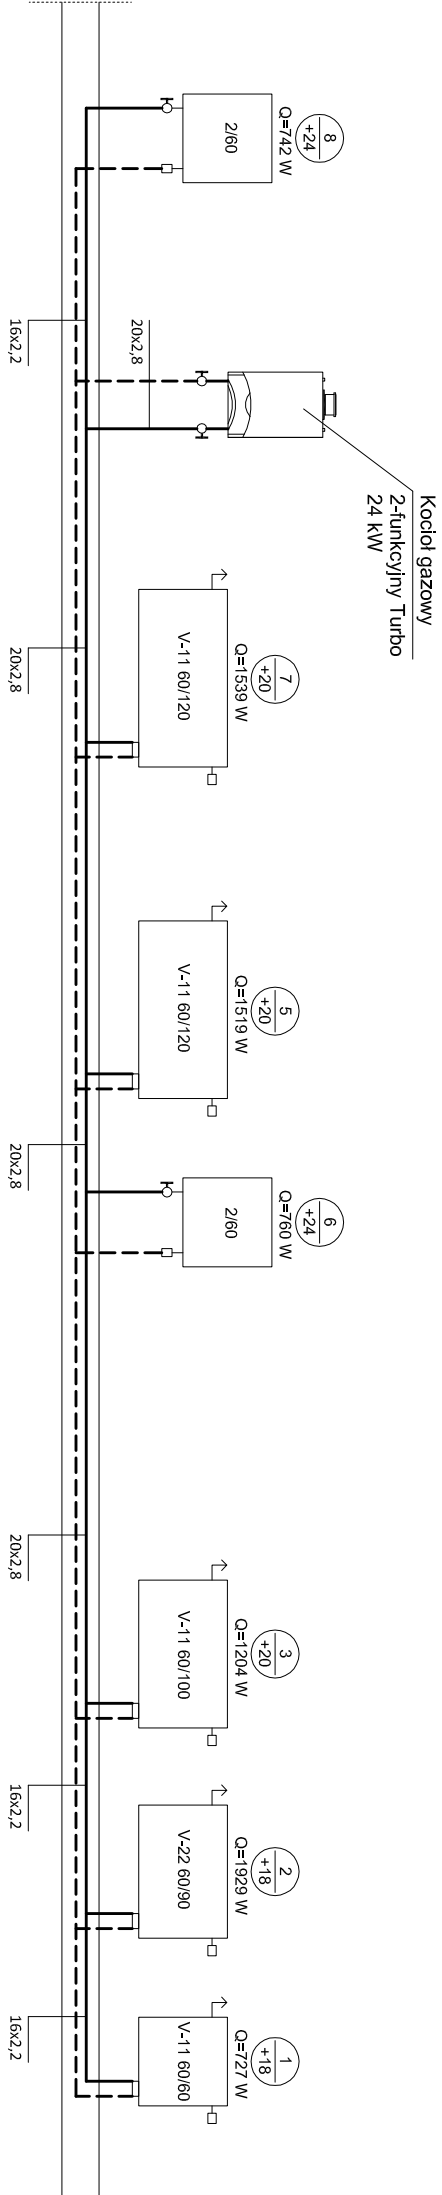 8
+24
Q=742 W
2/60
16x2,2
20x2,8
Kocioł gazowy
2-funkcyjny Turbo
24 kW
7
+20
Q=1539 W
V-11 60/120
20x2,8
5
+20
Q=1519 W
V-11 60/120
20x2,8
6
+24
Q=760 W
2/60
20x2,8
3
+20
Q=1204 W
V-11 60/100
16x2,2
2
+18
Q=1929 W
V-22 60/90
16x2,2
1
+18
Q=727 W
V-11 60/60